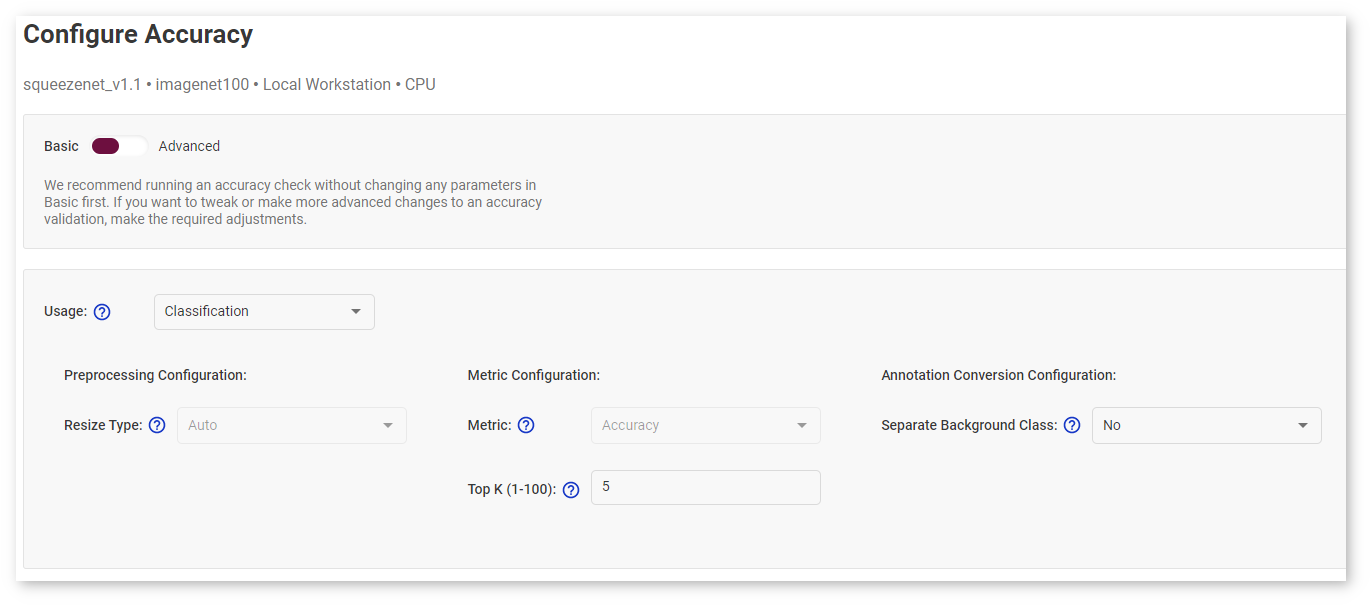 Configure Accuracy
squeezenet_v1.1 • imagenet100 • Local Workstation • CPU
Basic Advanced
We recommend running an accuracy check without changing any parameters in
Basic first. If you want to tweak or make more advanced changes to an accuracy
validation, make the required adjustments.
Usage: ? Classification
Preprocessing Configuration: Metric Configuration: Annotation Conversion Configuration:
Resize Type: ? Auto Metric: ? Accuracy Separate Background Class: ? No
Top K (1-100): ? 5